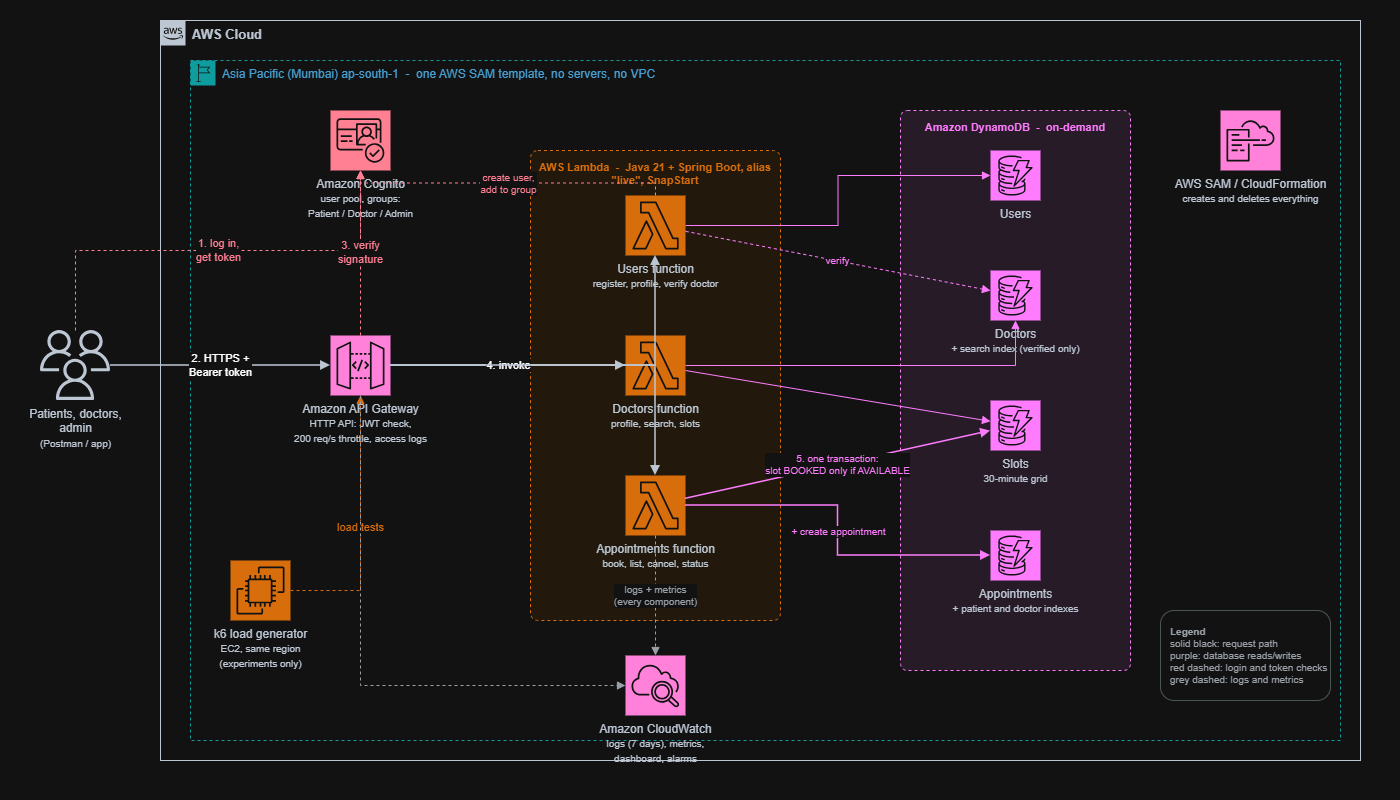 aws
AWS Cloud
Asia Pacific (Mumbai) ap-south-1 - one AWS SAM template, no servers, no VPC
Amazon Cognito
user pool, groups:
Patient / Doctor / Admin
create user,
add to group
AWS Lambda - Java 21 + Spring Boot, alias
"live", SnapStart
Amazon DynamoDB - on-demand
Users
AWS SAM / CloudFormation
creates and deletes everything
1. log in,
get token
3. verify
signature
Users function
register, profile, verify doctor
verify
Doctors
+ search index (verified only)
2. HTTPS +
Bearer token
4. invoke
Patients, doctors,
admin
(Postman / app)
Amazon API Gateway
HTTP API: JWT check,
200 req/s throttle, access logs
Doctors function
profile, search, slots
5. one transaction:
slot BOOKED only if AVAILABLE
Slots
30-minute grid
load tests
+ create appointment
Appointments function
book, list, cancel, status
logs + metrics
(every component)
Appointments
+ patient and doctor indexes
k6 load generator
EC2, same region
(experiments only)
Amazon CloudWatch
logs (7 days), metrics,
dashboard, alarms
Legend
solid black: request path
purple: database reads/writes
red dashed: login and token checks
grey dashed: logs and metrics